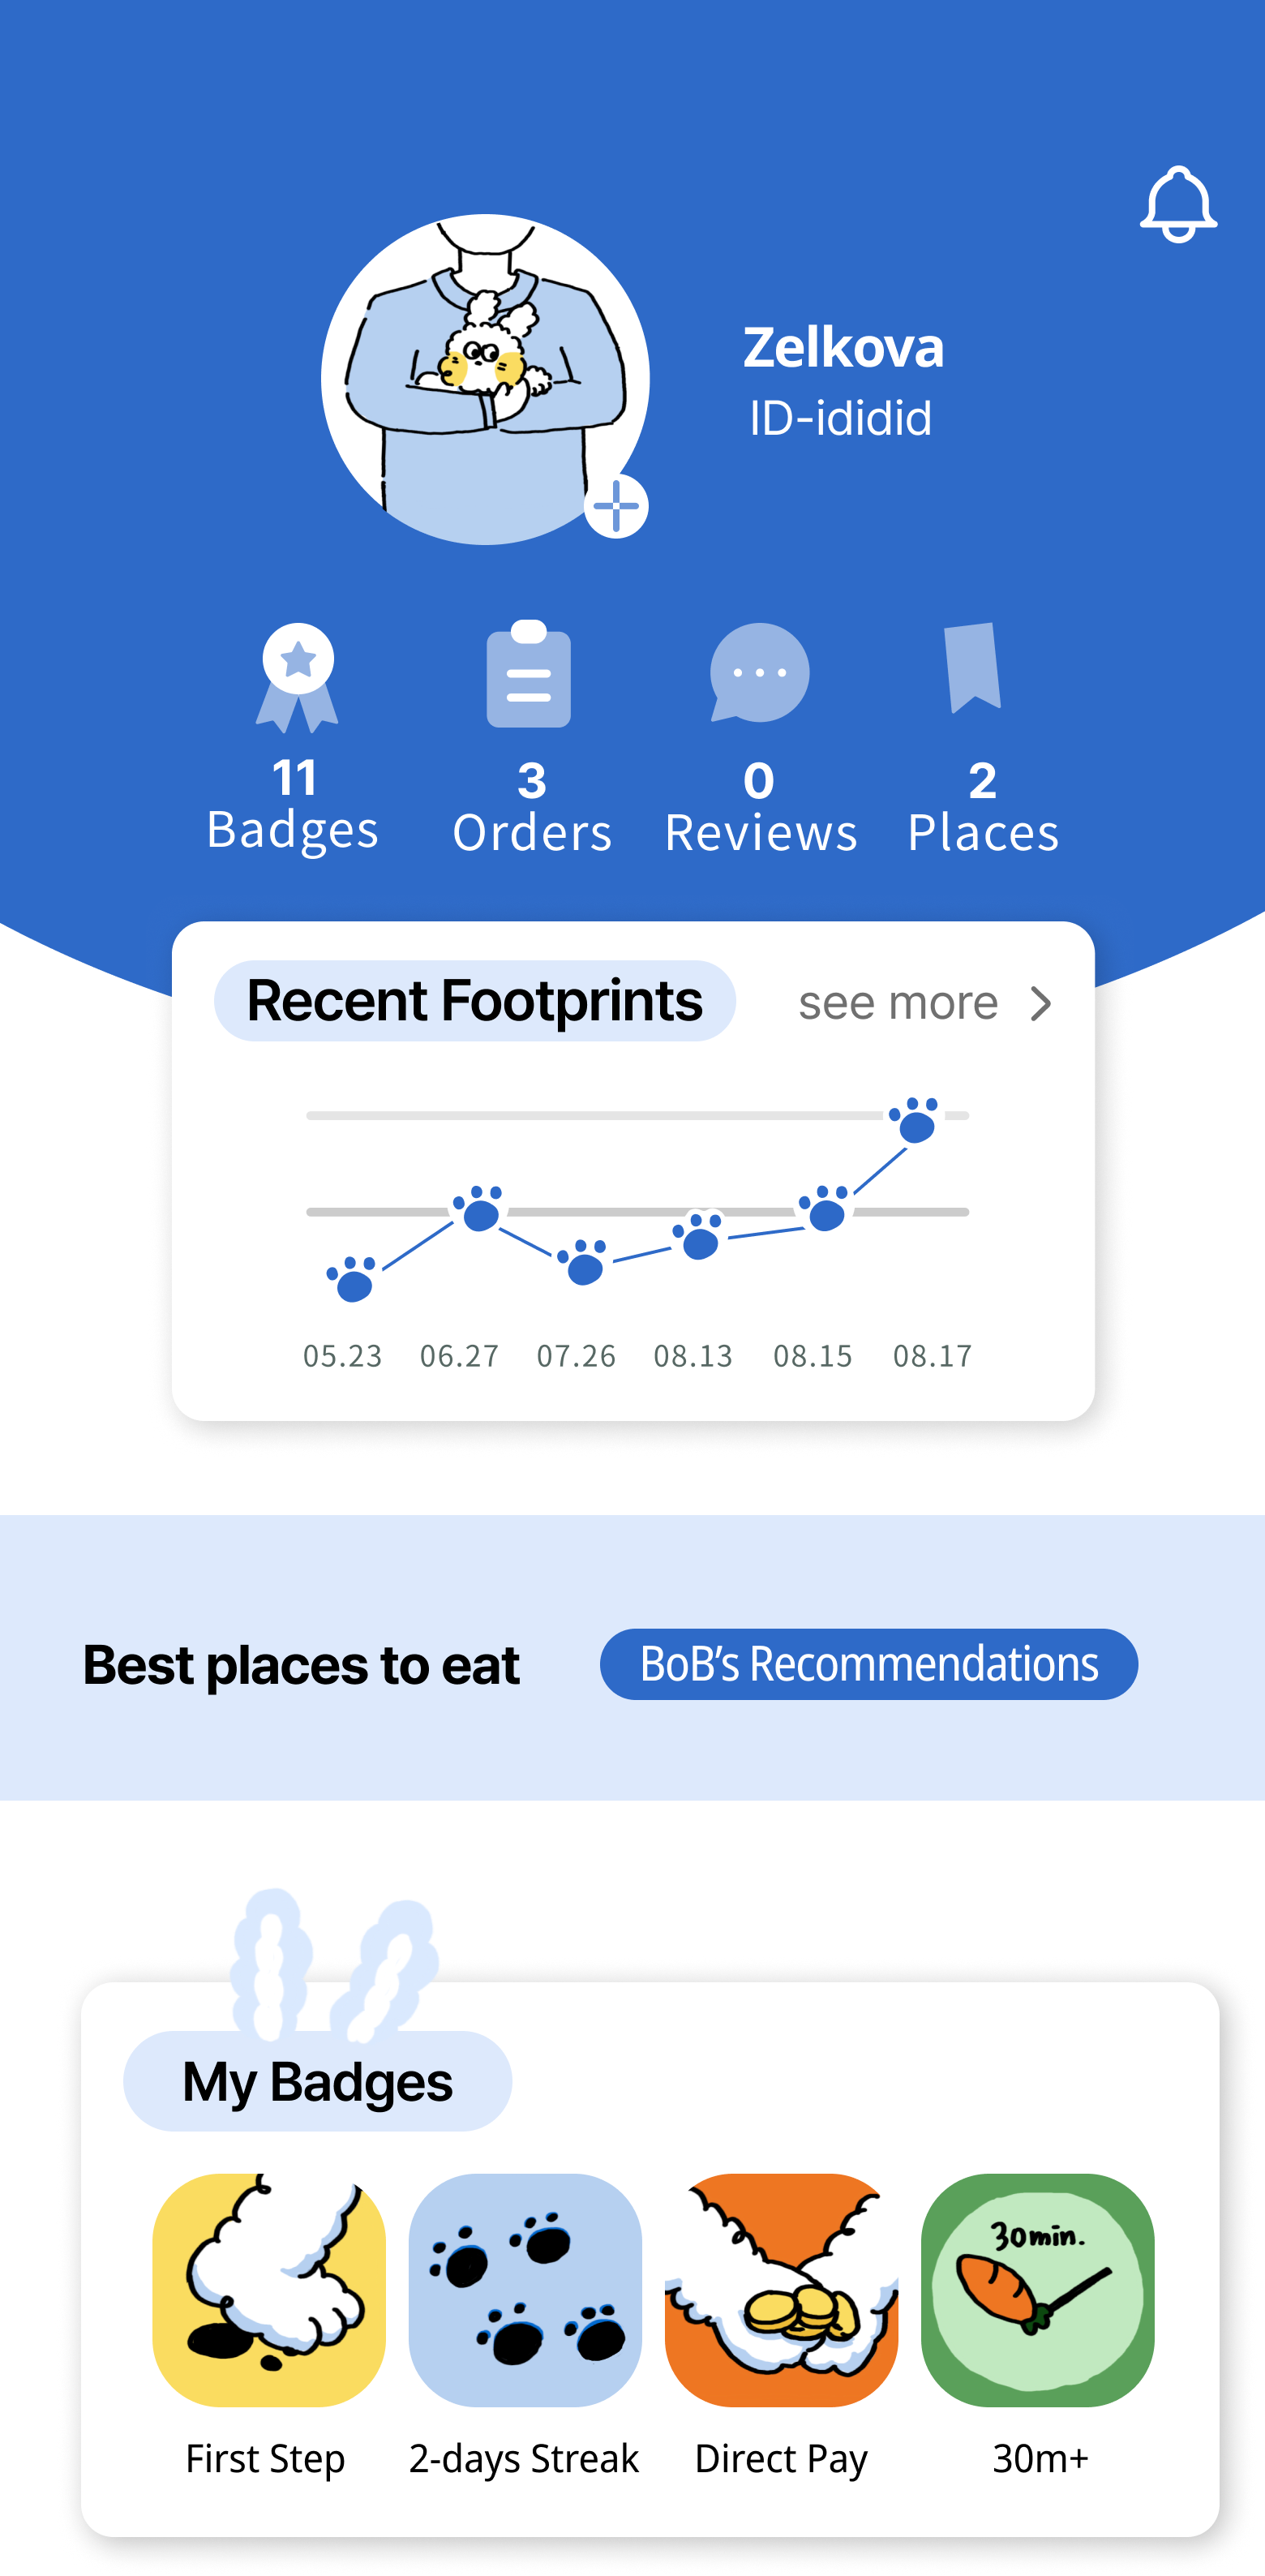 Zelkova
ID-ididid
11 3 0 2
Badges Orders Reviews Places
Recent Footprints see more >
05.23 06.27 07.26 08.13 08.15 08.17
Best places to eat BoB’s Recommendations
My Badges
30min.
First Step 2-days Streak Direct Pay 30m+